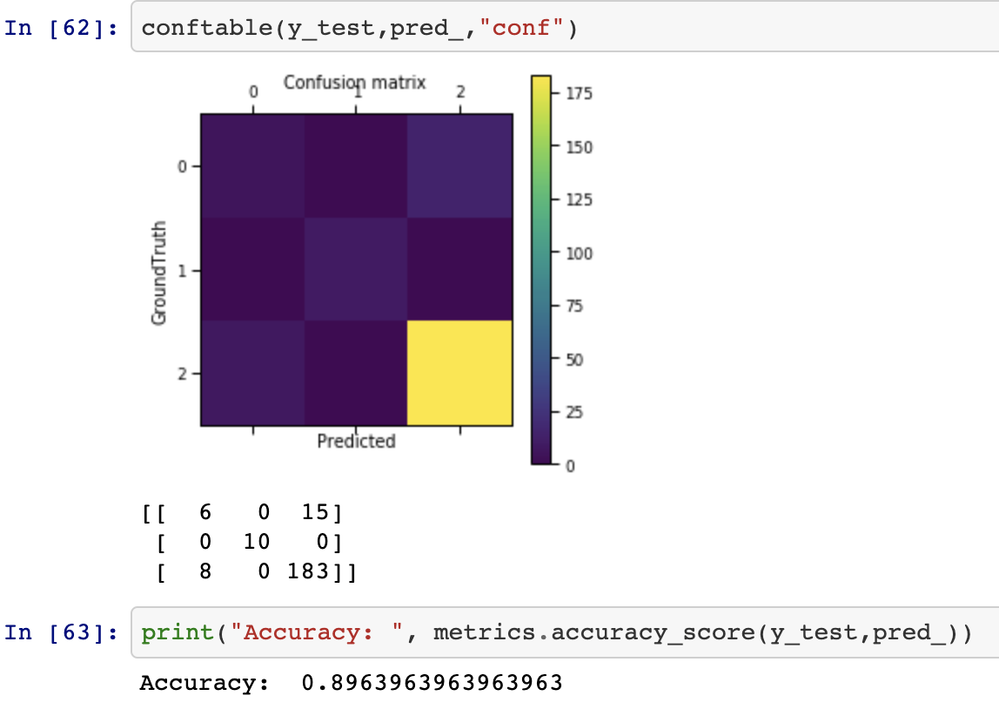 In [62]: conftable(y_test,pred_,"conf")
Confusion matrix
0 1 2
175
150
125
100
75
50
25
0
0
1
2
GroundTruth
Predicted
[[  6   0  15]
 [  0  10   0]
 [  8   0 183]]
In [63]: print("Accuracy: ", metrics.accuracy_score(y_test,pred_))
Accuracy:  0.8963963963963963